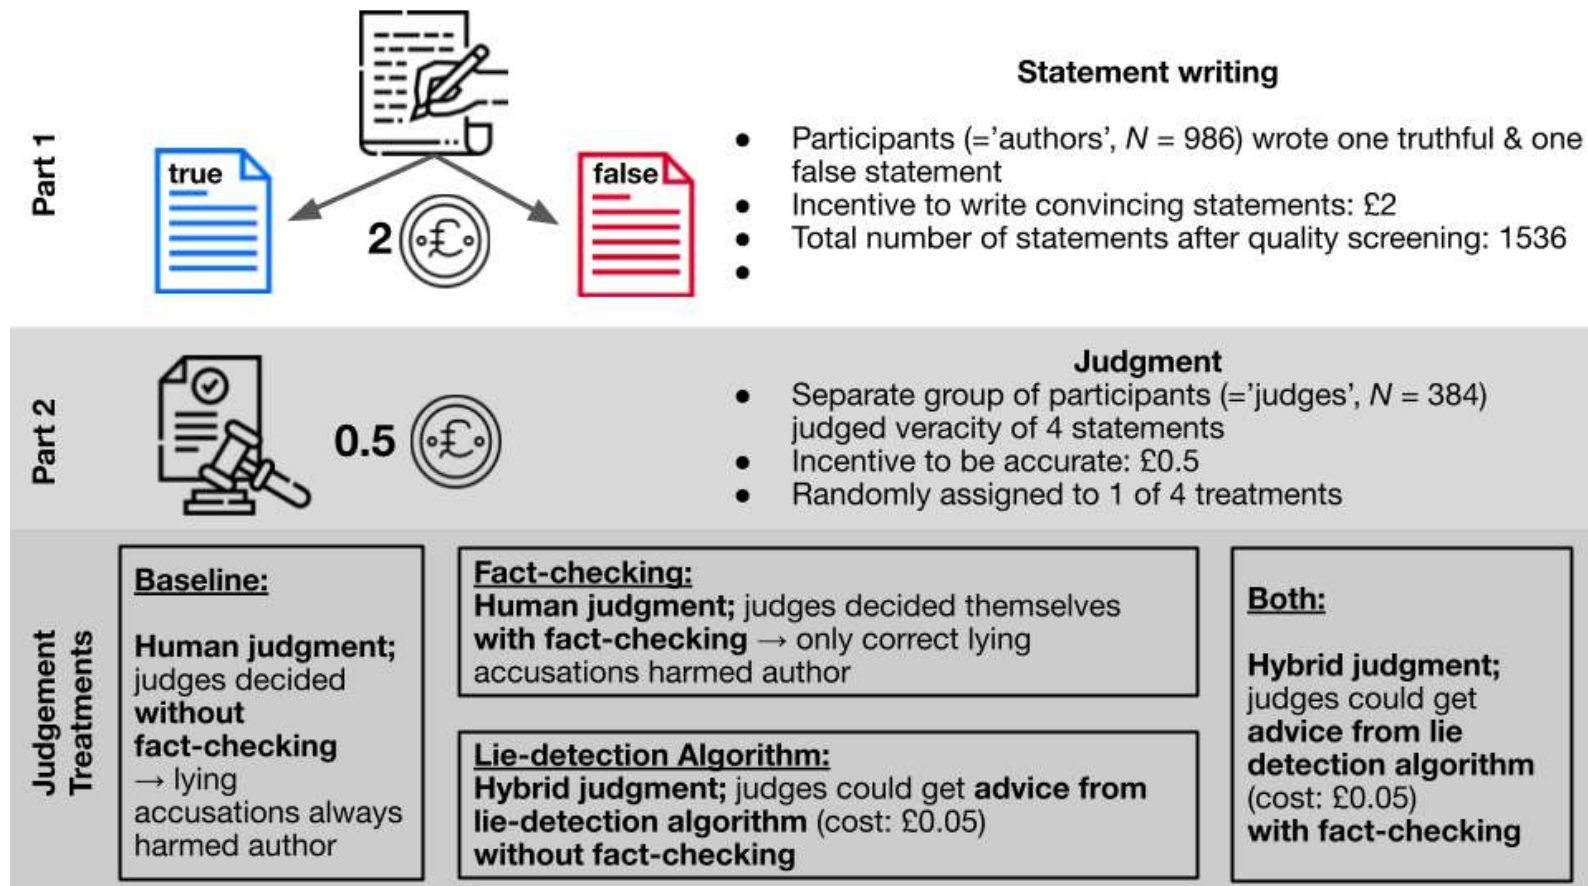 Part 1
true
false
2
Statement writing
● Participants (='authors', N = 986) wrote one truthful & one
false statement
● Incentive to write convincing statements: £2
● Total number of statements after quality screening: 1536
●
Part 2
0.5
Judgment
● Separate group of participants (='judges', N = 384)
judged veracity of 4 statements
● Incentive to be accurate: £0.5
● Randomly assigned to 1 of 4 treatments
Judgement
Treatments
Baseline:
Human judgment;
judges decided
without
fact-checking
→ lying
accusations always
harmed author
Fact-checking:
Human judgment; judges decided themselves
with fact-checking → only correct lying
accusations harmed author
Lie-detection Algorithm:
Hybrid judgment; judges could get advice from
lie-detection algorithm (cost: £0.05)
without fact-checking
Both:
Hybrid judgment;
judges could get
advice from lie
detection algorithm
(cost: £0.05)
with fact-checking